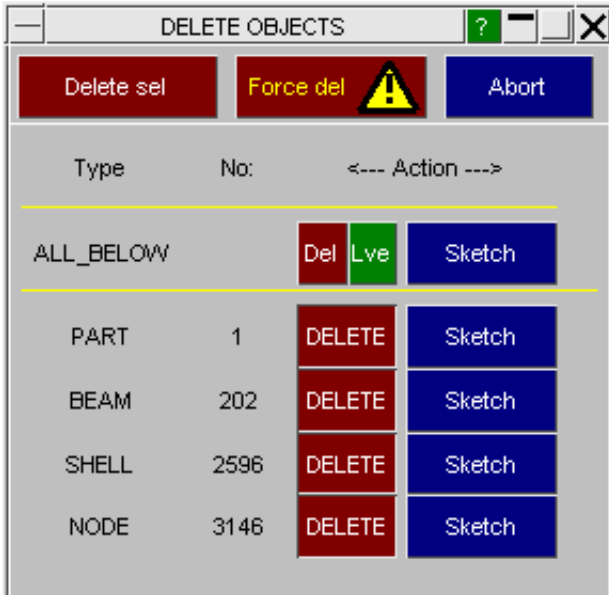 DELETE OBJECTS ?
Delete sel Force del Abort
Type No: <--- Action --->
ALL_BELOW Del Lve Sketch
PART 1 DELETE Sketch
BEAM 202 DELETE Sketch
SHELL 2596 DELETE Sketch
NODE 3146 DELETE Sketch